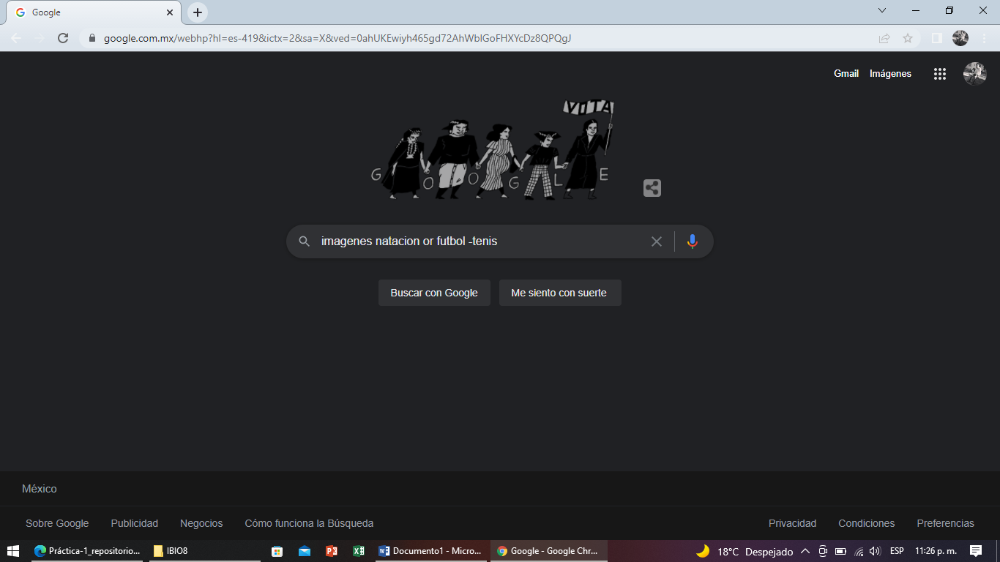 Google
google.com.mx/webhp?hl=es-419&ictx=2&sa=X&ved=0ahUKEwiyh465gd72AhWbIGoFHXYcDz8QPQgJ
Gmail Imágenes
VOTA
GOOGLE
imagenes natacion or futbol -tenis
Buscar con Google Me siento con suerte
México
Sobre Google Publicidad Negocios Cómo funciona la Búsqueda Privacidad Condiciones Preferencias
Práctica-1_repositorio... IBIO8 Documento1 - Micro... Google - Google Chr... 18°C Despejado ESP 11:26 p. m.